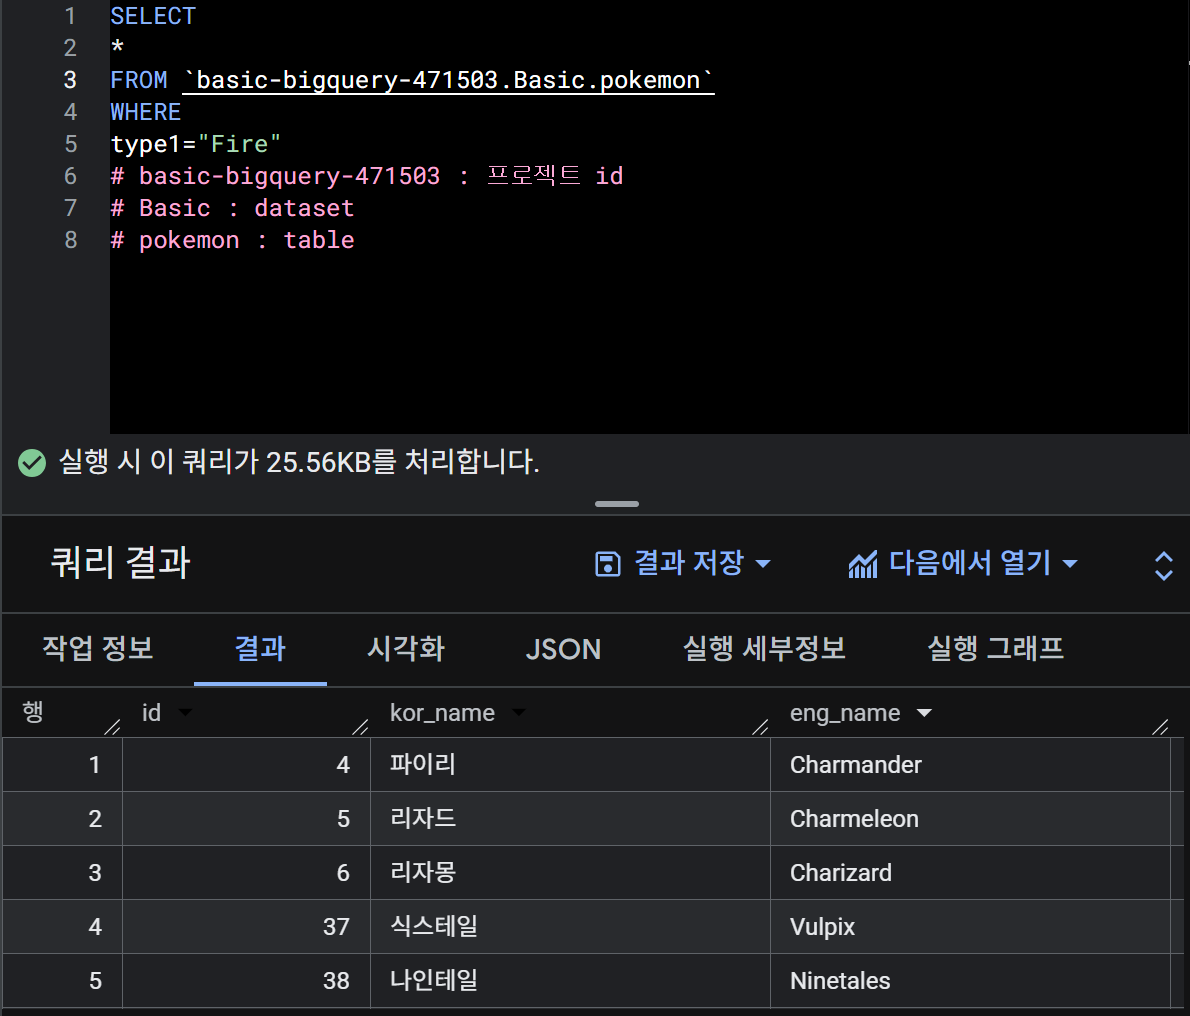 1 SELECT
2 *
3 FROM `basic-bigquery-471503.Basic.pokemon`
4 WHERE
5 type1="Fire"
6 # basic-bigquery-471503 : 프로젝트 id
7 # Basic : dataset
8 # pokemon : table
실행 시 이 쿼리가 25.56KB를 처리합니다.
쿼리 결과 결과 저장 다음에서 열기
작업 정보 결과 시각화 JSON 실행 세부정보 실행 그래프
행 id kor_name eng_name
1 4 파이리 Charmander
2 5 리자드 Charmeleon
3 6 리자몽 Charizard
4 37 식스테일 Vulpix
5 38 나인테일 Ninetales